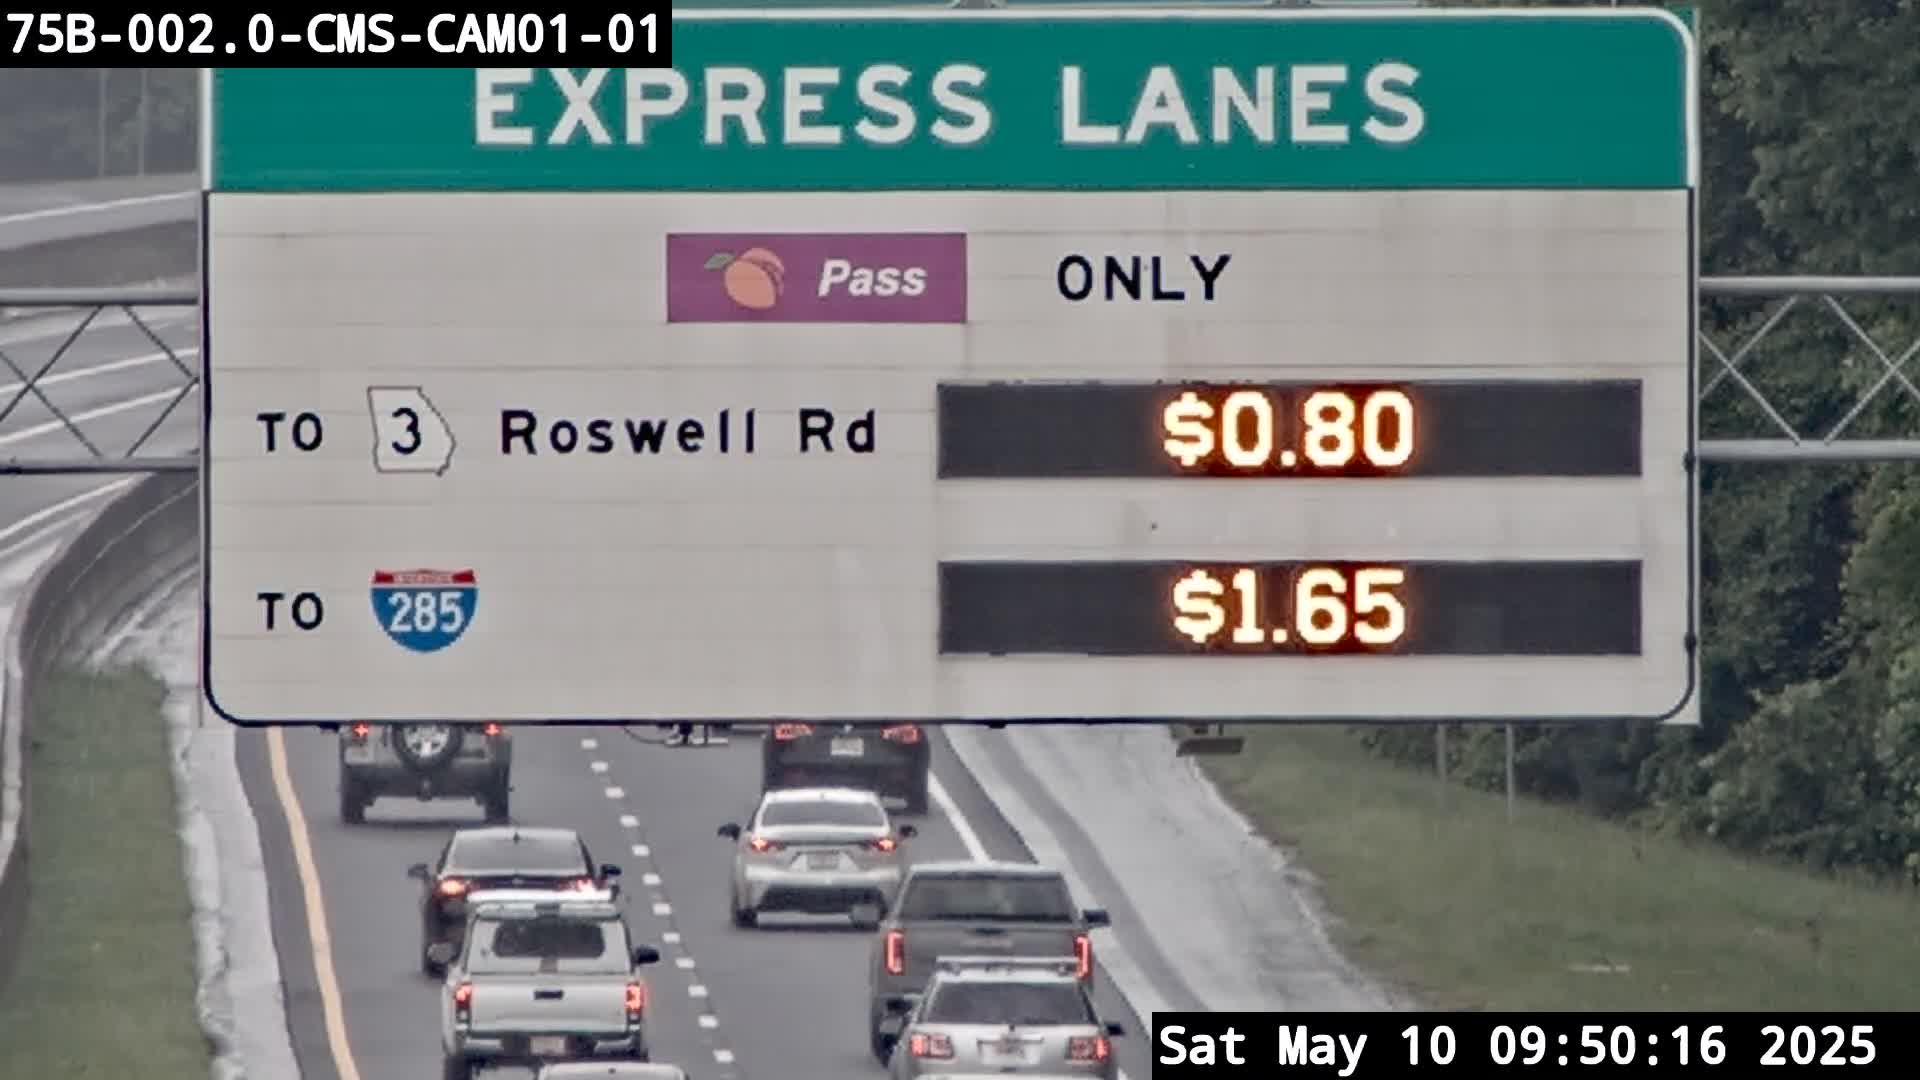 75B-002.0-CMS-CAM01-01
EXPRESS LANES
Pass ONLY
TO 3 Roswell Rd $0.80
TO 285 $1.65
Sat May 10 09:50:16 2025